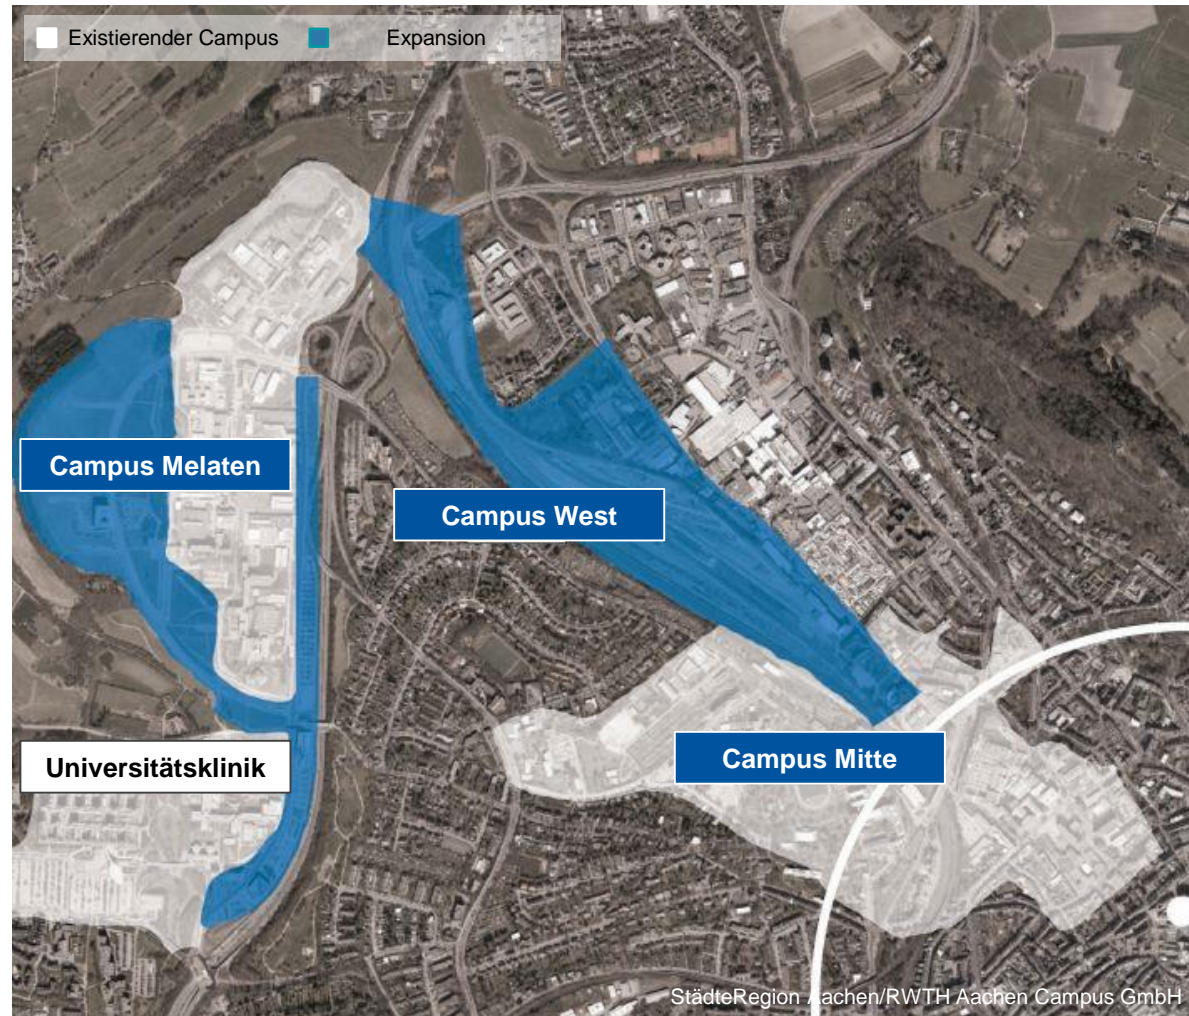 Existierender Campus
Expansion
Campus Melaten
Campus West
Universitätsklinik
Campus Mitte
StädteRegion Aachen/RWTH Aachen Campus GmbH